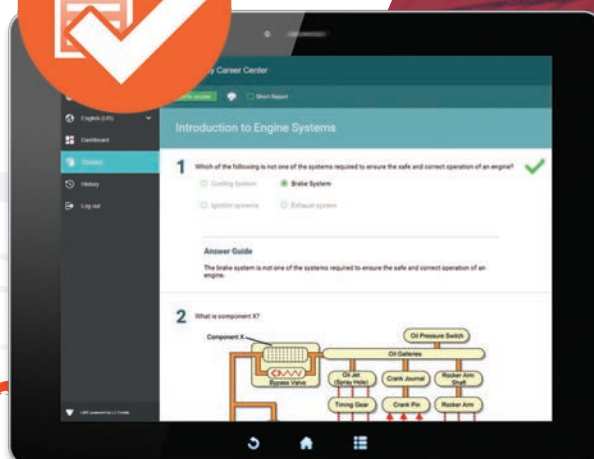 y Career Center
Short Report
English (US)
Dashboard
History
Log out
Introduction to Engine Systems
1
Which of the following is not one of the systems required to ensure the safe and correct operation of an engine?
Cooling System
Brake System
Ignition systems
Exhaust system
Answer Guide
The brake system is not one of the systems required to ensure the safe and correct operation of an
engine.
2
What is component X?
Component X
Oil Pressure Switch
Oil Galleries
Bypass Valve
Oil Jet
(Spray Hole)
Crank Journal
Rocker Arm
Shaft
Timing Gear
Crank Pin
Rocker Arm